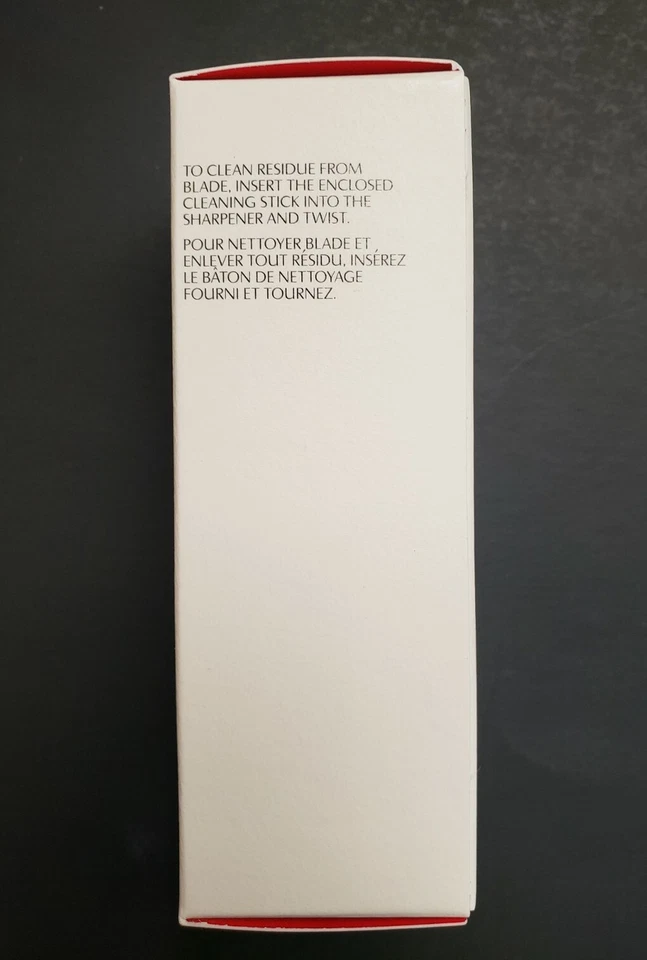 TO CLEAN RESIDUE FROM
BLADE, INSERT THE ENCLOSED
CLEANING STICK INTO THE
SHARPENER AND TWIST.
POUR NETTOYER BLADE ET
ENLEVER TOUT RÉSIDU, INSÉREZ
LE BÂTON DE NETTOYAGE
FOURNI ET TOURNEZ.